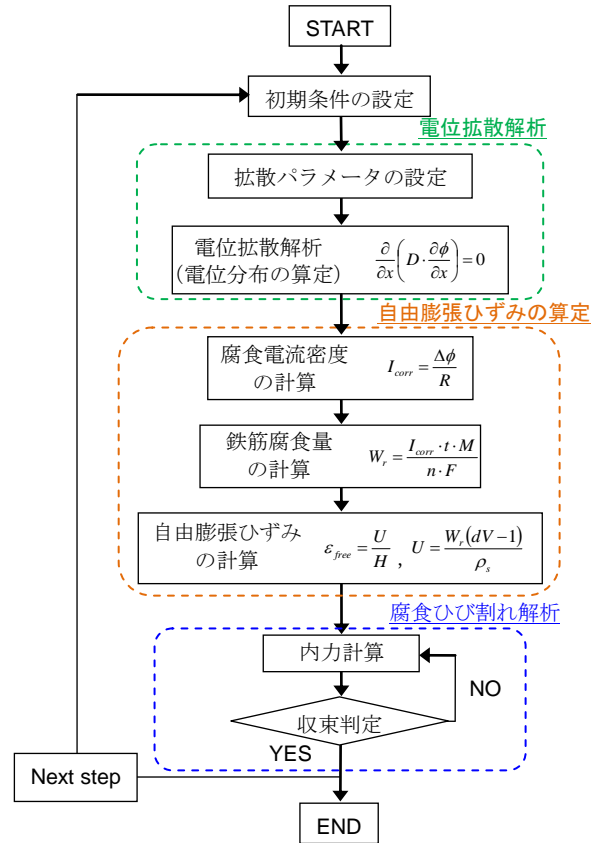 START
初期条件の設定
電位拡散解析
拡散パラメータの設定
電位拡散解析
(電位分布の算定)
∂/∂x(D·∂φ/∂x)=0
自由膨張ひずみの算定
腐食電流密度
の計算
I_corr = Δφ/R
鉄筋腐食量
の計算
W_r = I_corr·t·M/n·F
自由膨張ひずみ
の計算
ε_free = U/H , U = W_r(dV−1)/ρ_s
腐食ひび割れ解析
内力計算
NO
収束判定
YES
Next step
END